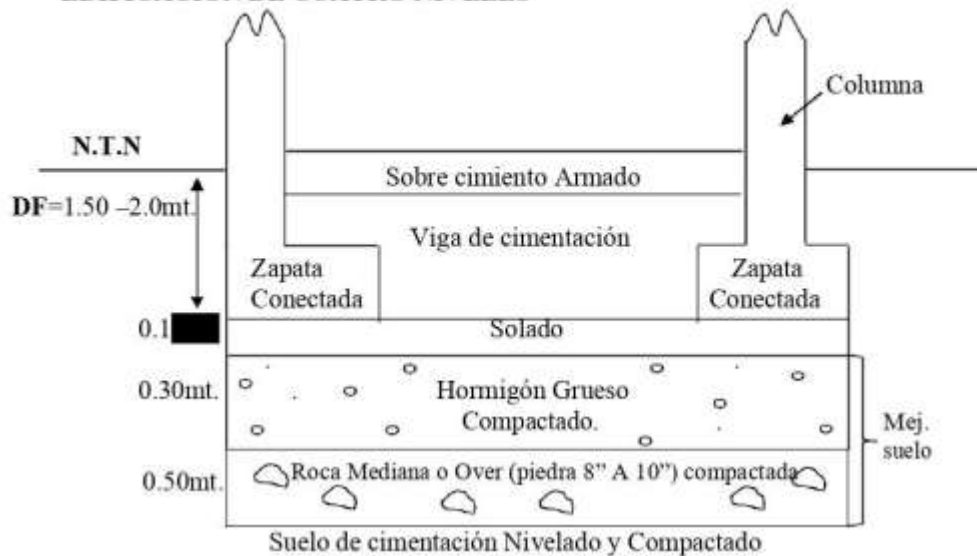 Columna
N.T.N
Sobre cimiento Armado
DF=1.50 –2.0mt.
Viga de cimentación
Zapata
Conectada
Zapata
Conectada
0.1
Solado
0.30mt.
Hormigón Grueso
Compactado.
Mej.
suelo
0.50mt.
Roca Mediana o Over (piedra 8” A 10”) compactada
Suelo de cimentación Nivelado y Compactado